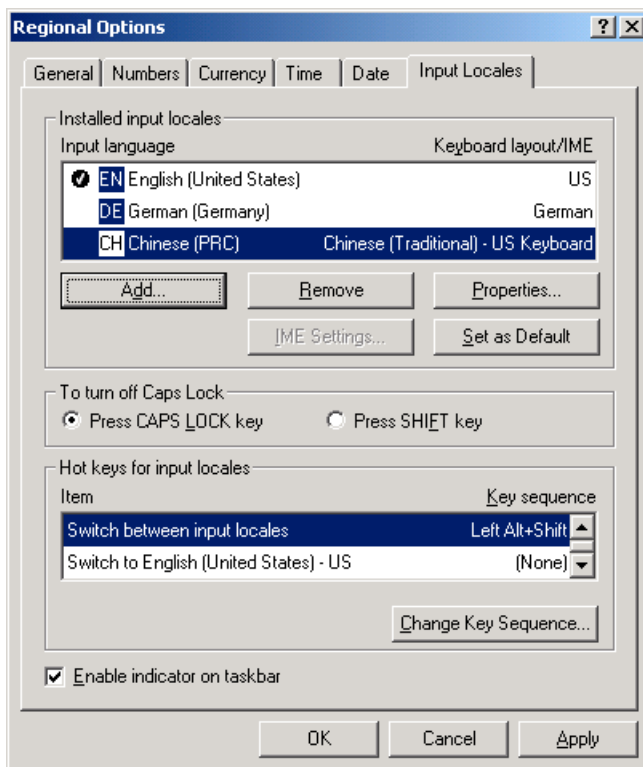 Regional Options
General Numbers Currency Time Date Input Locales
Installed input locales
Input language Keyboard layout/IME
EN English (United States) US
DE German (Germany) German
CH Chinese (PRC) Chinese (Traditional) - US Keyboard
Add... Remove Properties...
IME Settings... Set as Default
To turn off Caps Lock
Press CAPS LOCK key Press SHIFT key
Hot keys for input locales
Item Key sequence
Switch between input locales Left Alt+Shift
Switch to English (United States) - US (None)
Change Key Sequence...
Enable indicator on taskbar
OK Cancel Apply